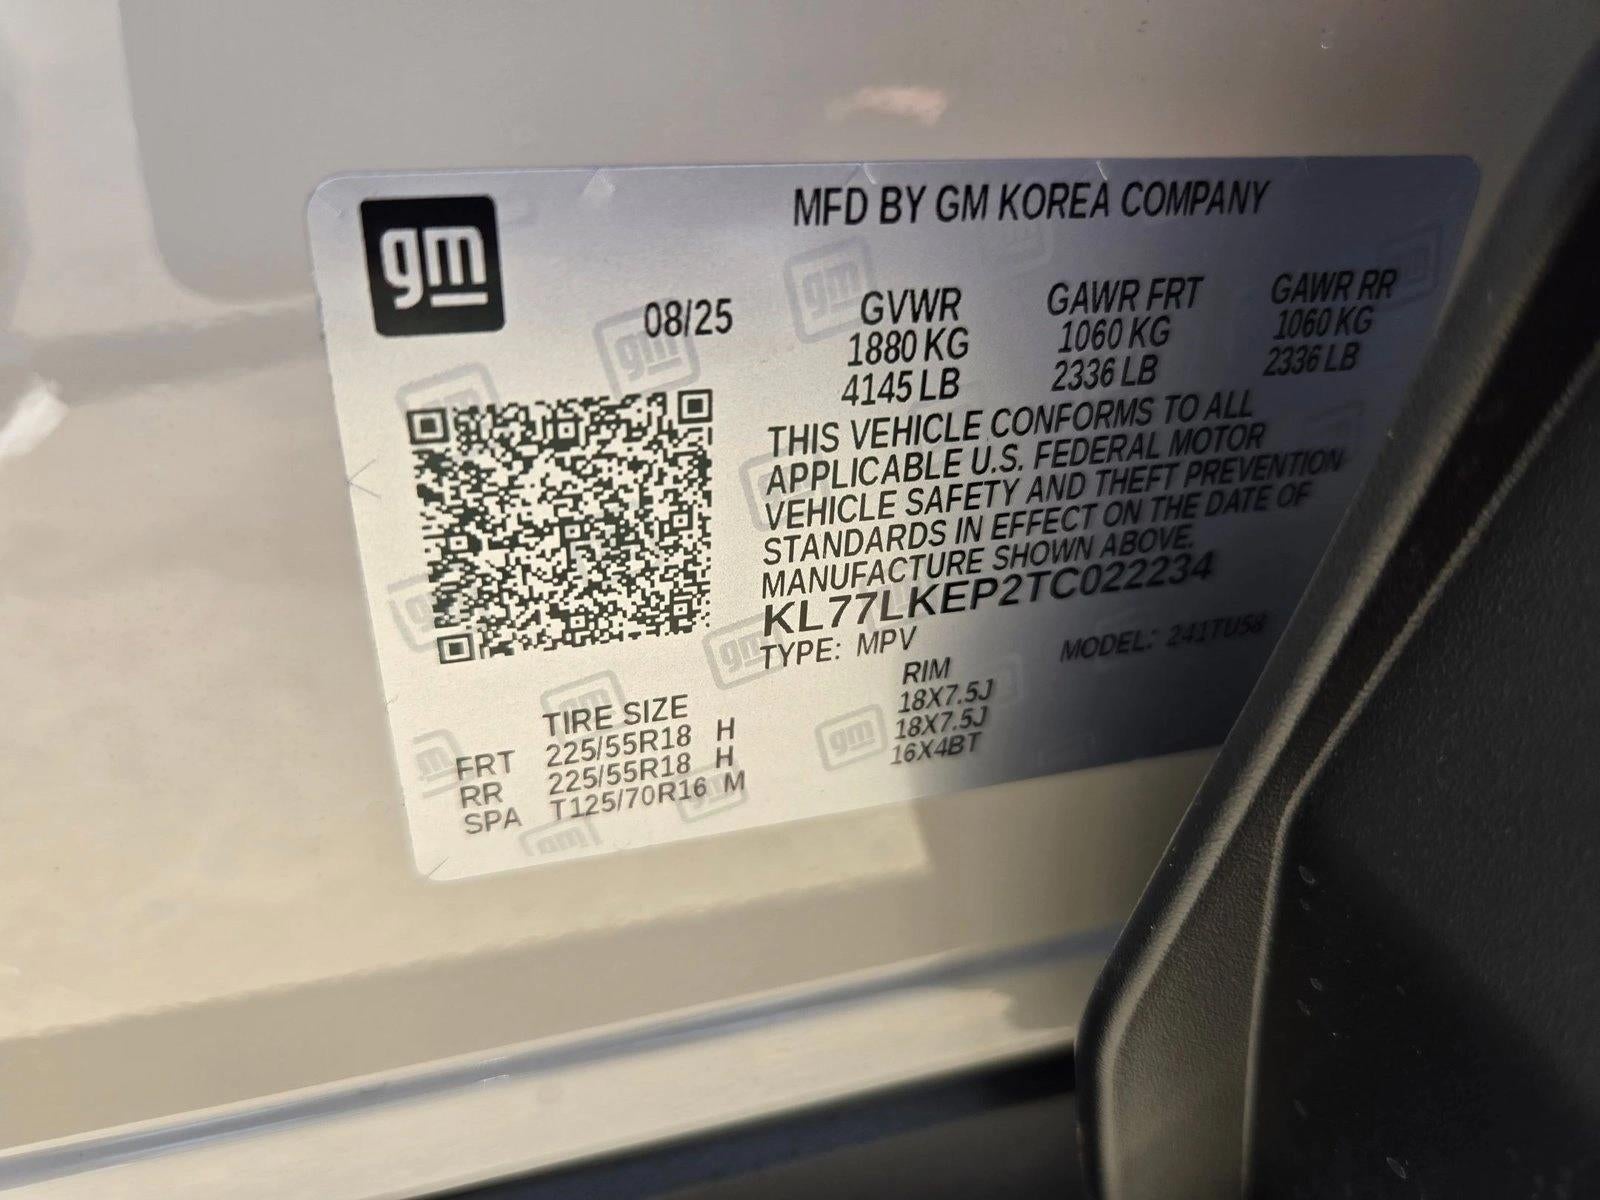 gm
MFD BY GM KOREA COMPANY
08/25
GVWR GAWR FRT GAWR RR
1880 KG 1060 KG 1060 KG
4145 LB 2336 LB 2336 LB
THIS VEHICLE CONFORMS TO ALL
APPLICABLE U.S. FEDERAL MOTOR
VEHICLE SAFETY AND THEFT PREVENTION
STANDARDS IN EFFECT ON THE DATE OF
MANUFACTURE SHOWN ABOVE.
KL77LKEP2TC022234
TYPE: MPV MODEL: 241TU58
TIRE SIZE RIM
FRT 225/55R18 H 18X7.5J
RR 225/55R18 H 18X7.5J
SPA T125/70R16 M 16X4BT